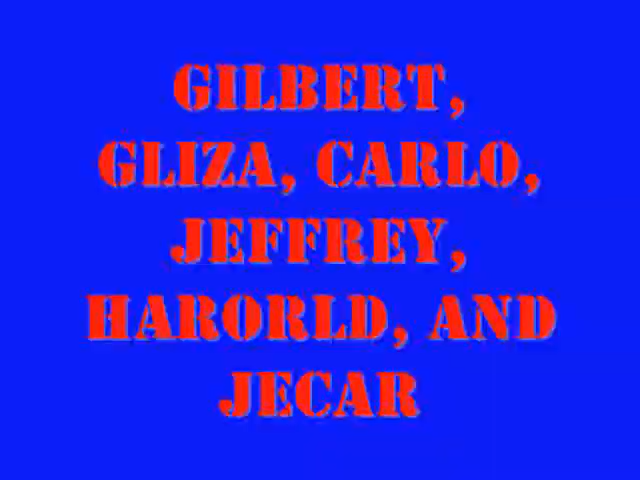 GILBERT,
GLIZA, CARLO,
JEFFREY,
HARORLD, AND
JECAR